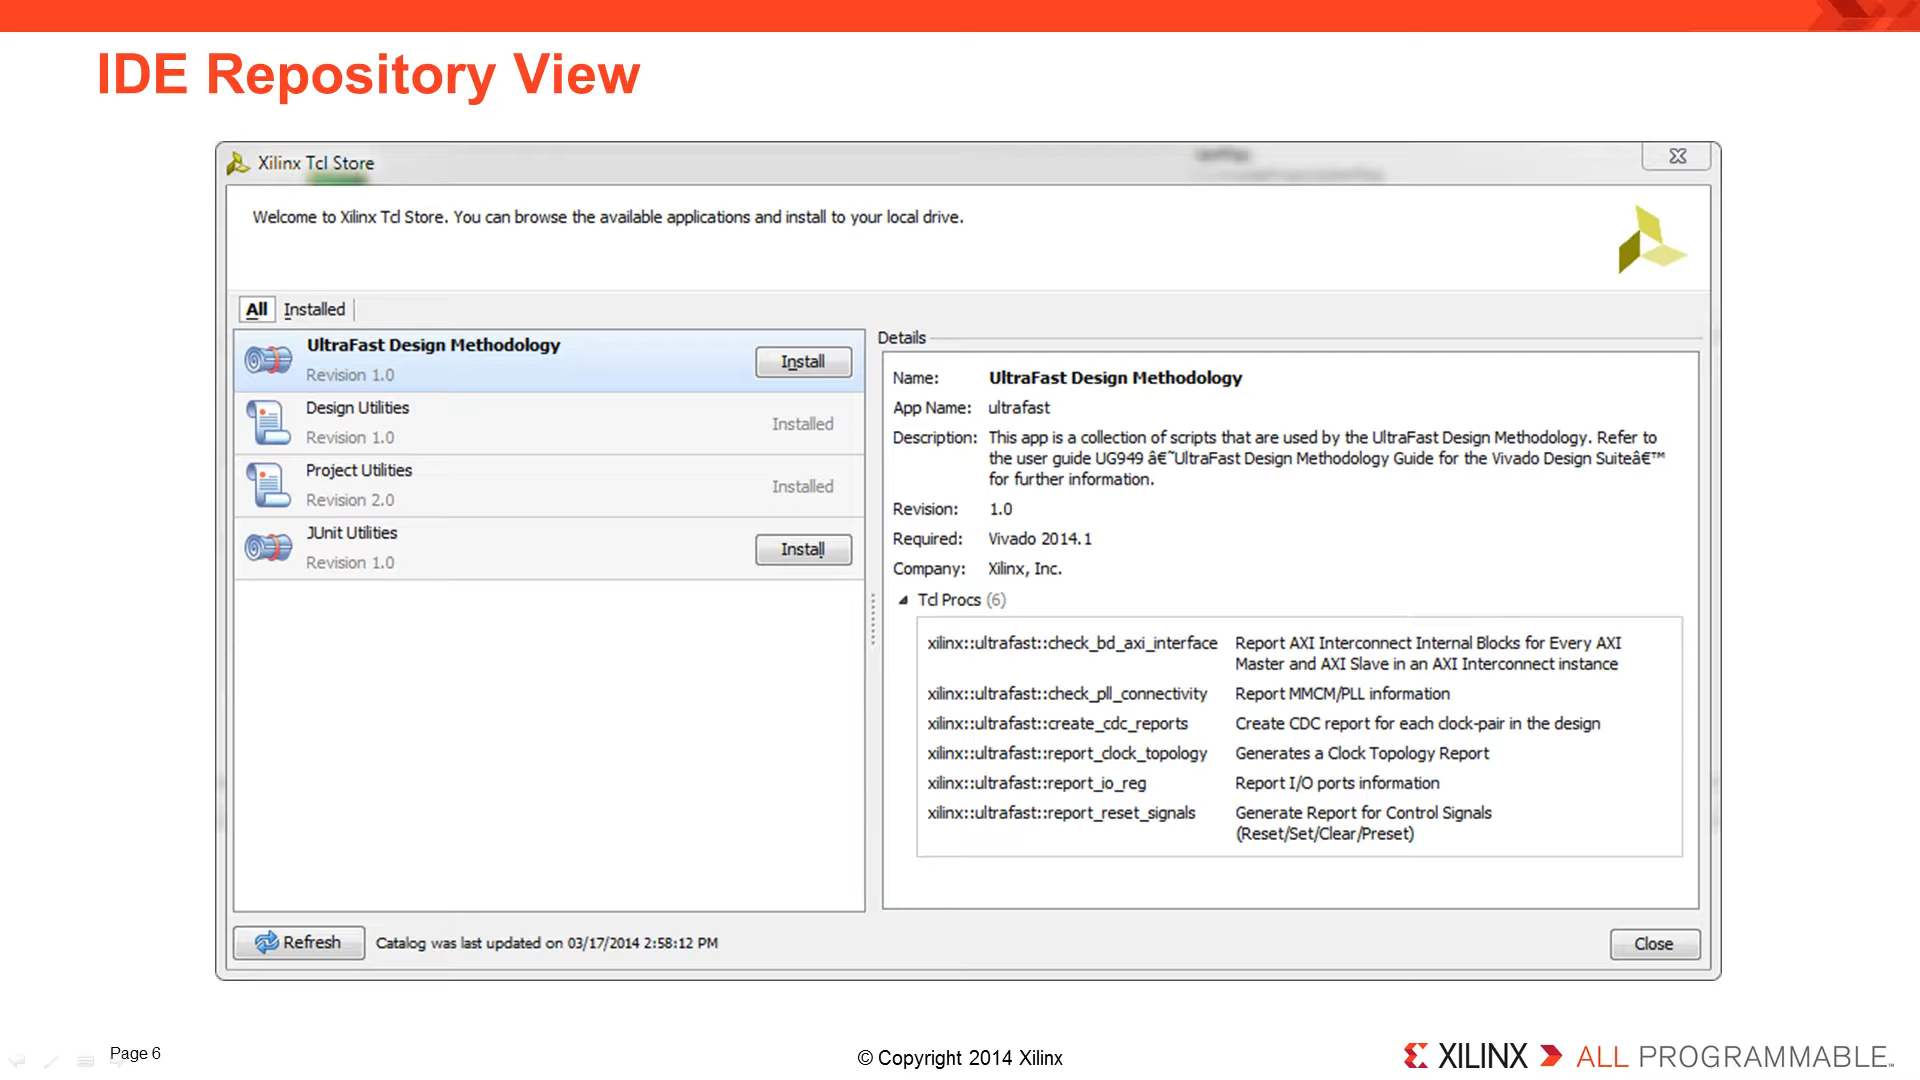 IDE Repository View
Xilinx Tcl Store
Welcome to Xilinx Tcl Store. You can browse the available applications and install to your local drive.
All Installed
UltraFast Design Methodology
Revision 1.0
Install
Design Utilities
Revision 1.0
Installed
Project Utilities
Revision 2.0
Installed
JUnit Utilities
Revision 1.0
Install
Details
Name: UltraFast Design Methodology
App Name: ultrafast
Description: This app is a collection of scripts that are used by the UltraFast Design Methodology. Refer to
the user guide UG949 â€˜UltraFast Design Methodology Guide for the Vivado Design Suiteâ€™
for further information.
Revision: 1.0
Required: Vivado 2014.1
Company: Xilinx, Inc.
Tcl Procs (6)
xilinx::ultrafast::check_bd_axi_interface Report AXI Interconnect Internal Blocks for Every AXI
Master and AXI Slave in an AXI Interconnect instance
xilinx::ultrafast::check_pll_connectivity Report MMCM/PLL information
xilinx::ultrafast::create_cdc_reports Create CDC report for each clock-pair in the design
xilinx::ultrafast::report_clock_topology Generates a Clock Topology Report
xilinx::ultrafast::report_io_reg Report I/O ports information
xilinx::ultrafast::report_reset_signals Generate Report for Control Signals
(Reset/Set/Clear/Preset)
Refresh Catalog was last updated on 03/17/2014 2:58:12 PM
Close
Page 6
© Copyright 2014 Xilinx
XILINX ALL PROGRAMMABLE™